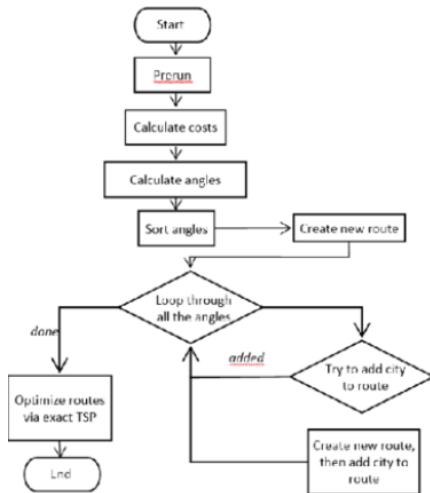 Start
Prerun
Calculate costs
Calculate angles
Sort angles
Create new route
Loop through
all the angles
done
added
Try to add city
to route
Optimize routes
via exact TSP
Create new route,
then add city to
route
End